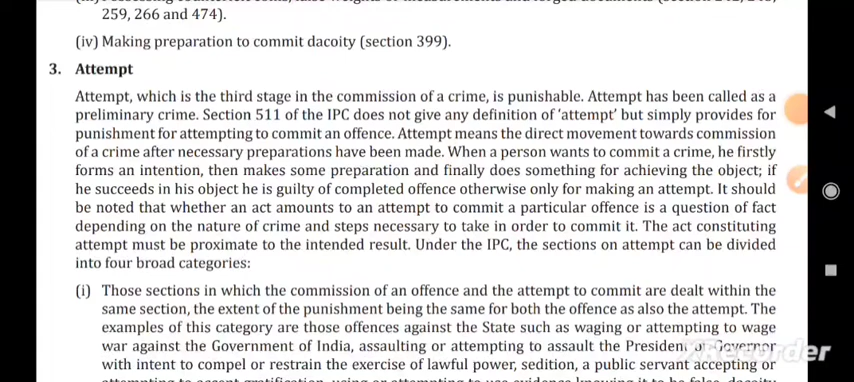 259, 266 and 474).
(iv) Making preparation to commit dacoity (section 399).
3. Attempt
Attempt, which is the third stage in the commission of a crime, is punishable. Attempt has been called as a
preliminary crime. Section 511 of the IPC does not give any definition of ‘attempt’ but simply provides for
punishment for attempting to commit an offence. Attempt means the direct movement towards commission
of a crime after necessary preparations have been made. When a person wants to commit a crime, he firstly
forms an intention, then makes some preparation and finally does something for achieving the object; if
he succeeds in his object he is guilty of completed offence otherwise only for making an attempt. It should
be noted that whether an act amounts to an attempt to commit a particular offence is a question of fact
depending on the nature of crime and steps necessary to take in order to commit it. The act constituting
attempt must be proximate to the intended result. Under the IPC, the sections on attempt can be divided
into four broad categories:
(i) Those sections in which the commission of an offence and the attempt to commit are dealt within the
same section, the extent of the punishment being the same for both the offence as also the attempt. The
examples of this category are those offences against the State such as waging or attempting to wage
war against the Government of India, assaulting or attempting to assault the President or Governor
with intent to compel or restrain the exercise of lawful power, sedition, a public servant accepting or
XRecorder